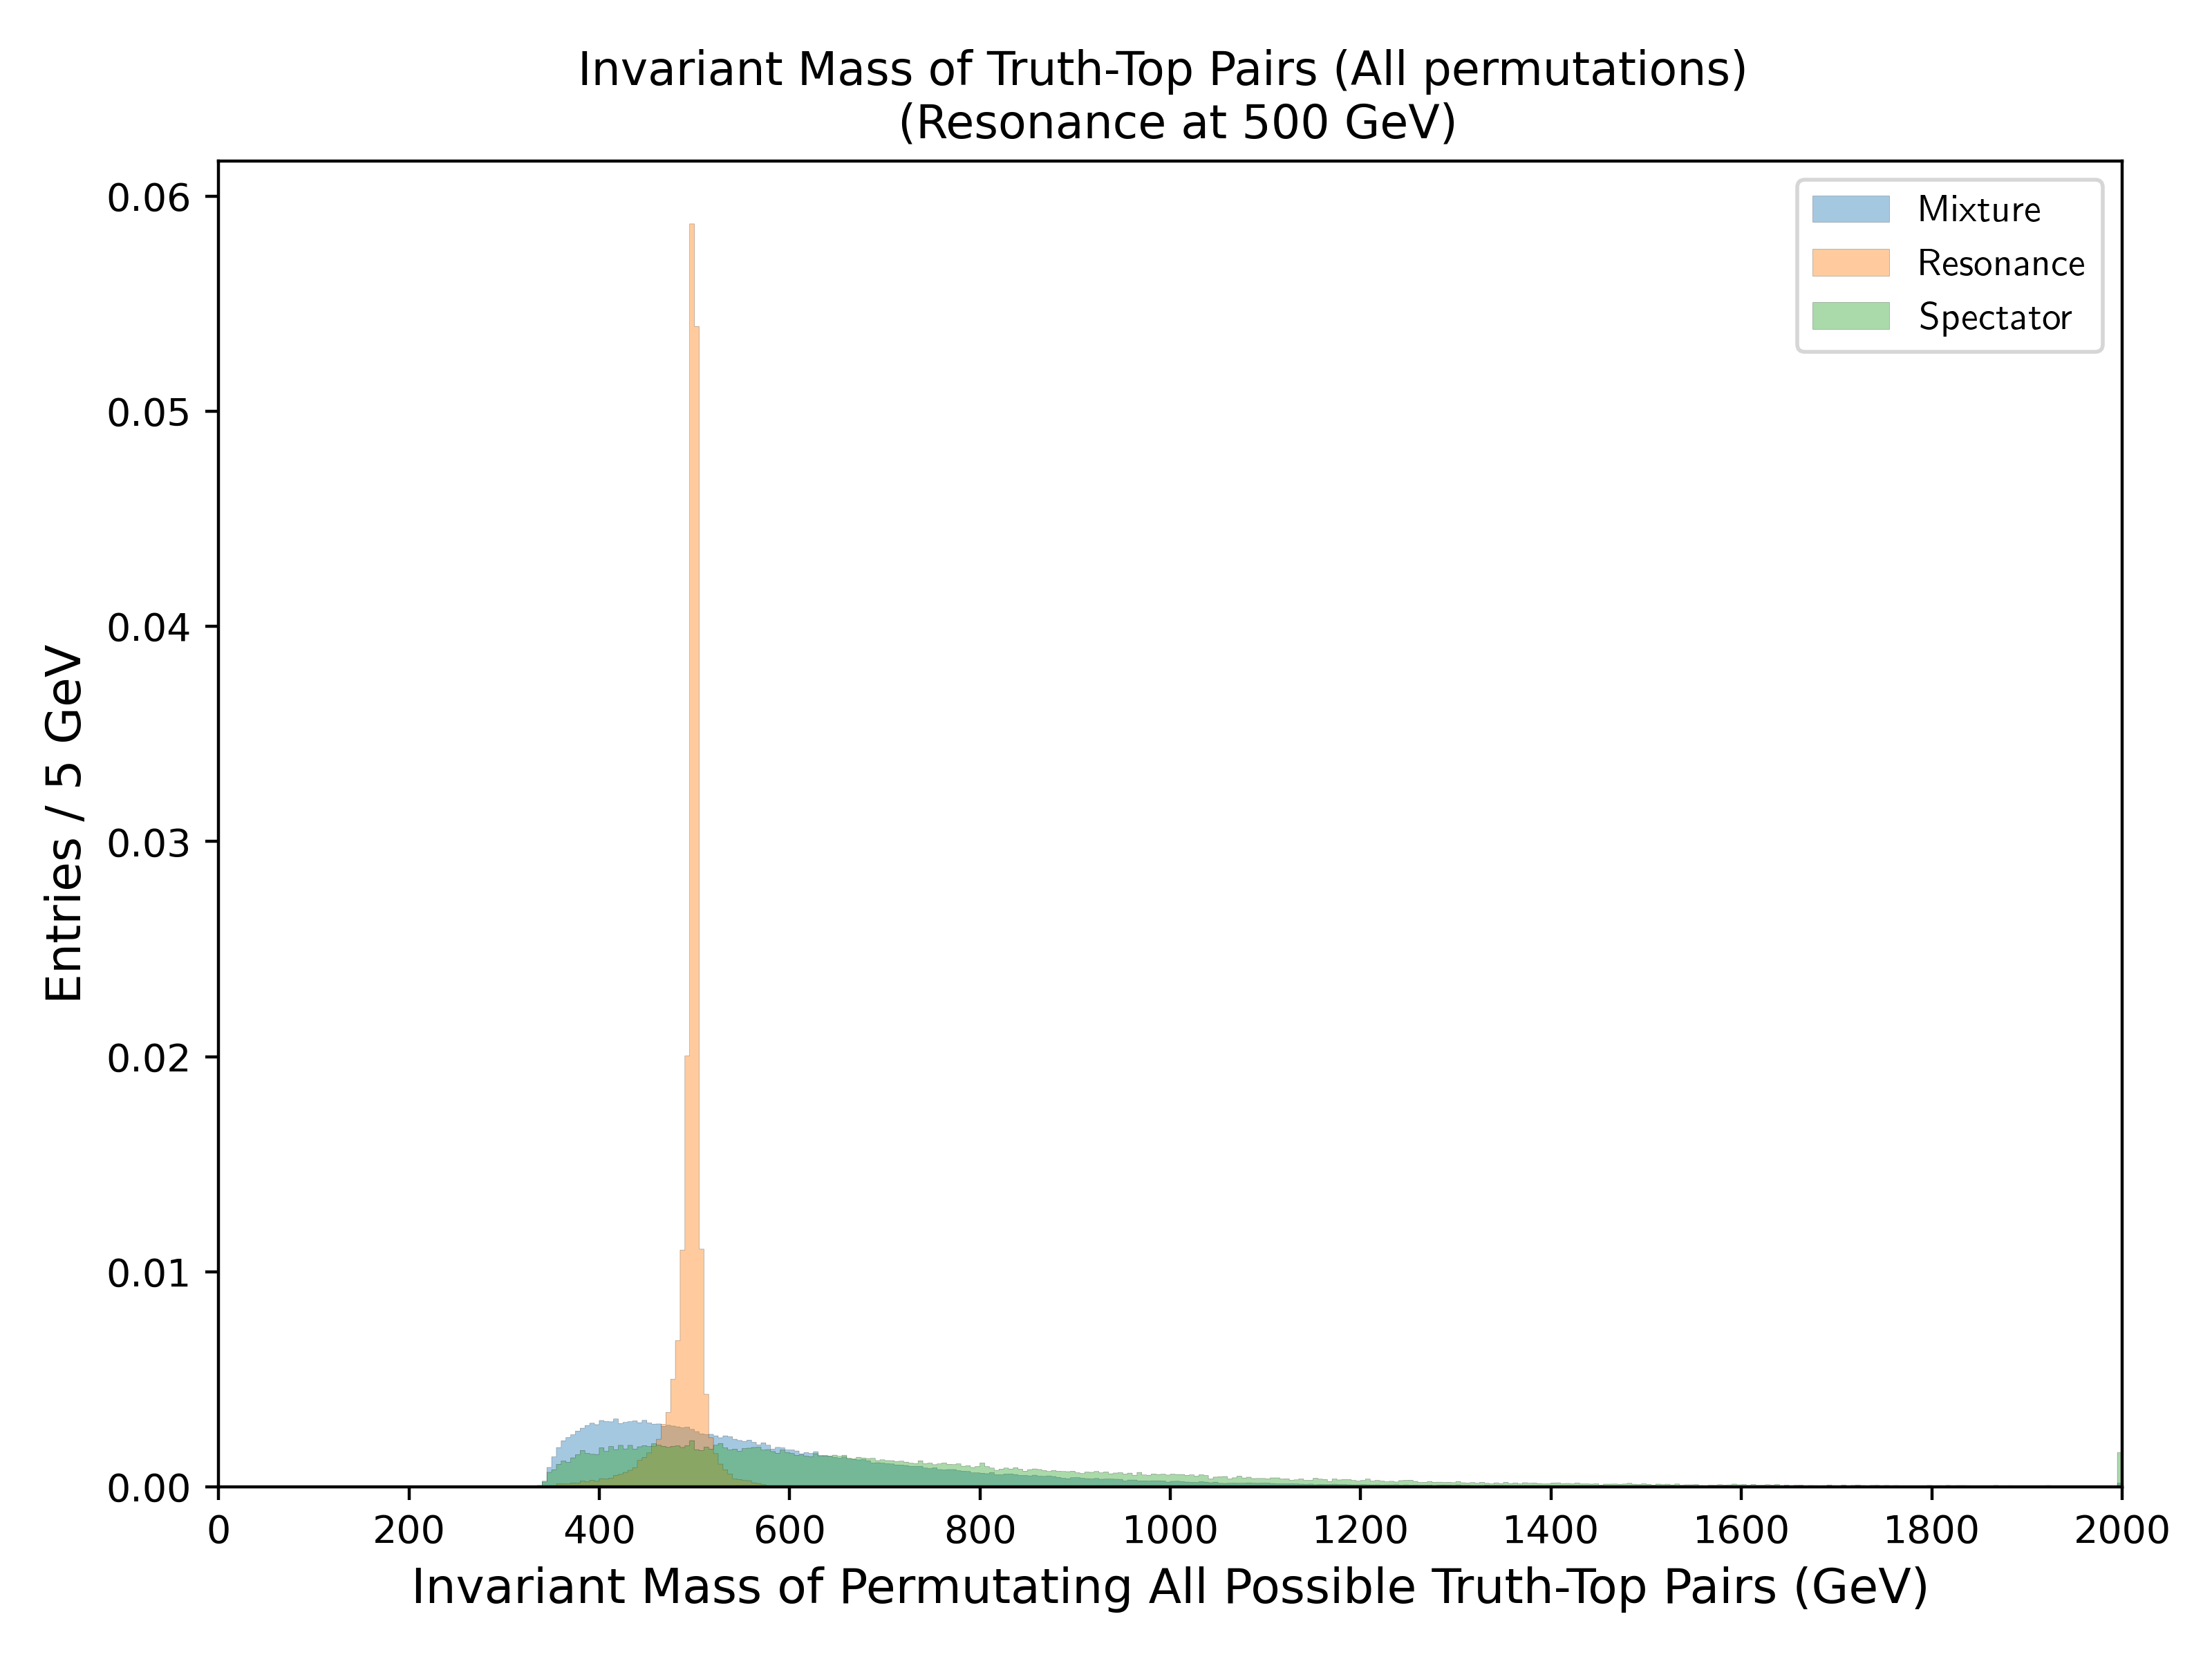 Invariant Mass of Truth-Top Pairs (All permutations)
(Resonance at 500 GeV)
Mixture
Resonance
Spectator
0.06
0.05
0.04
0.03
0.02
0.01
0.00
Entries / 5 GeV
0 200 400 600 800 1000 1200 1400 1600 1800 2000
Invariant Mass of Permutating All Possible Truth-Top Pairs (GeV)